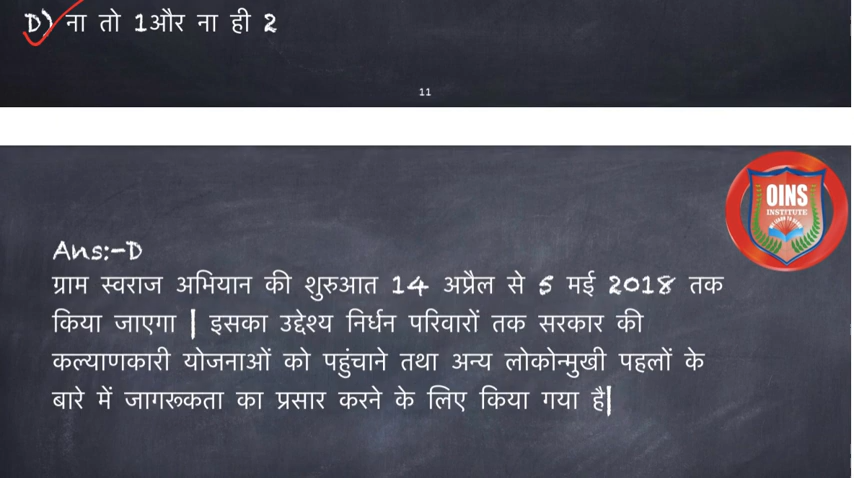 D) ना तो 1और ना ही 2
11
OINS
INSTITUTE
Ans:-D
ग्राम स्वराज अभियान की शुरुआत 14 अप्रैल से 5 मई 2018 तक
किया जाएगा | इसका उद्देश्य निर्धन परिवारों तक सरकार की
कल्याणकारी योजनाओं को पहुंचाने तथा अन्य लोकोन्मुखी पहलों के
बारे में जागरूकता का प्रसार करने के लिए किया गया है|